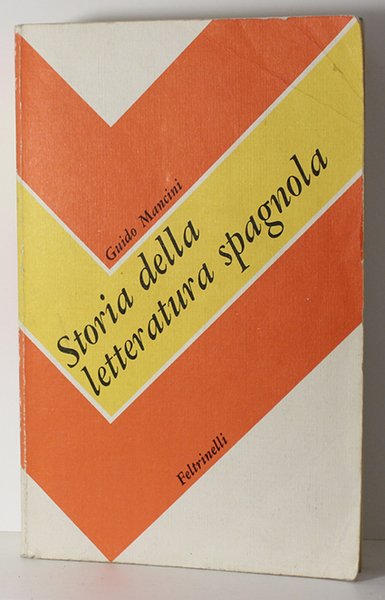 Guido Mancini
Storia della
letteratura spagnola
Feltrinelli